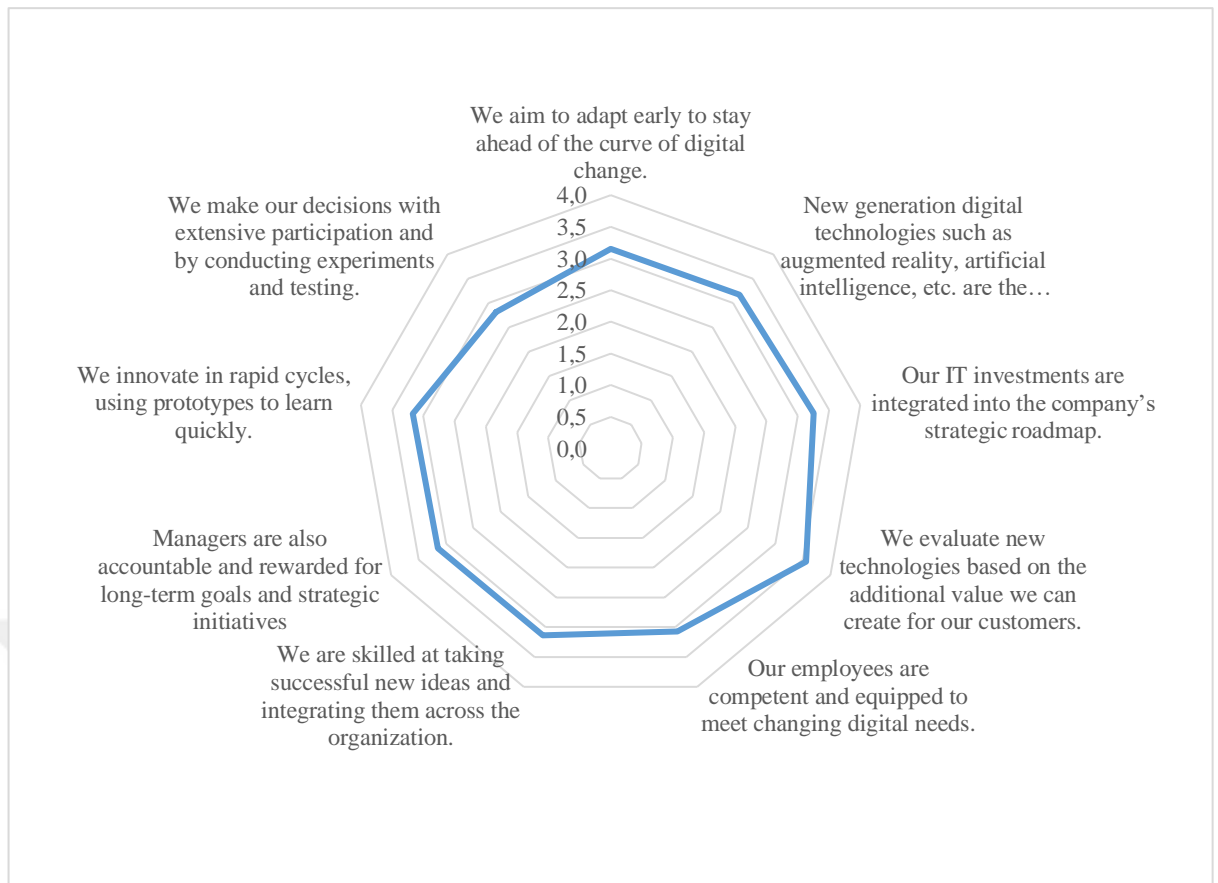 We aim to adapt early to stay
ahead of the curve of digital
change.
4,0
3,5
3,0
2,5
2,0
1,5
1,0
0,5
0,0
New generation digital
technologies such as
augmented reality, artificial
intelligence, etc. are the…
Our IT investments are
integrated into the company’s
strategic roadmap.
We evaluate new
technologies based on the
additional value we can
create for our customers.
Our employees are
competent and equipped to
meet changing digital needs.
We are skilled at taking
successful new ideas and
integrating them across the
organization.
Managers are also
accountable and rewarded for
long-term goals and strategic
initiatives
We innovate in rapid cycles,
using prototypes to learn
quickly.
We make our decisions with
extensive participation and
by conducting experiments
and testing.